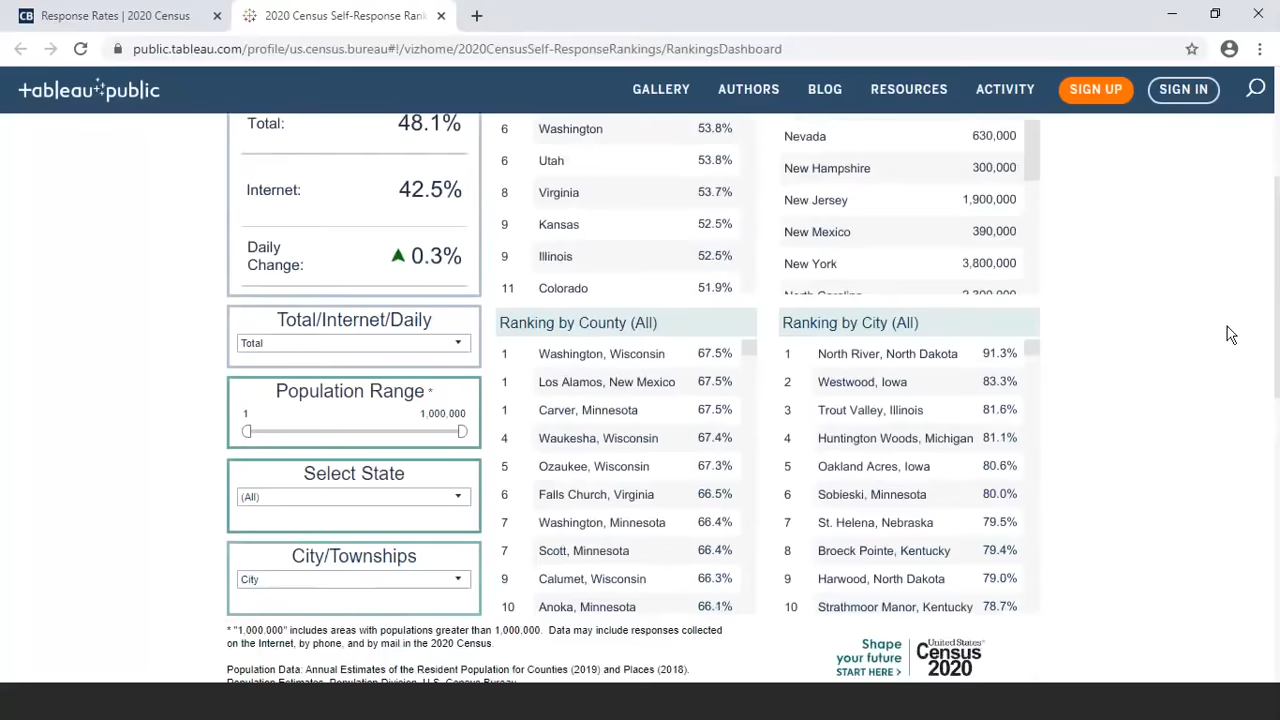 Response Rates | 2020 Census
2020 Census Self-Response Rank
public.tableau.com/profile/us.census.bureau#!/vizhome/2020CensusSelf-ResponseRankings/RankingsDashboard
tableau public
GALLERY AUTHORS BLOG RESOURCES ACTIVITY SIGN UP SIGN IN
Total: 48.1%
Internet: 42.5%
Daily Change: 0.3%
6 Washington 53.8%
6 Utah 53.8%
8 Virginia 53.7%
9 Kansas 52.5%
9 Illinois 52.5%
11 Colorado 51.9%
Nevada 630,000
New Hampshire 300,000
New Jersey 1,900,000
New Mexico 390,000
New York 3,800,000
Total/Internet/Daily
Total
Population Range *
1 1,000,000
Select State
(All)
City/Townships
City
Ranking by County (All)
1 Washington, Wisconsin 67.5%
1 Los Alamos, New Mexico 67.5%
1 Carver, Minnesota 67.5%
4 Waukesha, Wisconsin 67.4%
5 Ozaukee, Wisconsin 67.3%
6 Falls Church, Virginia 66.5%
7 Washington, Minnesota 66.4%
7 Scott, Minnesota 66.4%
9 Calumet, Wisconsin 66.3%
10 Anoka, Minnesota 66.1%
Ranking by City (All)
1 North River, North Dakota 91.3%
2 Westwood, Iowa 83.3%
3 Trout Valley, Illinois 81.6%
4 Huntington Woods, Michigan 81.1%
5 Oakland Acres, Iowa 80.6%
6 Sobieski, Minnesota 80.0%
7 St. Helena, Nebraska 79.5%
8 Broeck Pointe, Kentucky 79.4%
9 Harwood, North Dakota 79.0%
10 Strathmoor Manor, Kentucky 78.7%
* "1,000,000" includes areas with populations greater than 1,000,000. Data may include responses collected
on the Internet, by phone, and by mail in the 2020 Census.
Population Data: Annual Estimates of the Resident Population for Counties (2019) and Places (2018).
Shape
your future
START HERE >
United States®
Census
2020